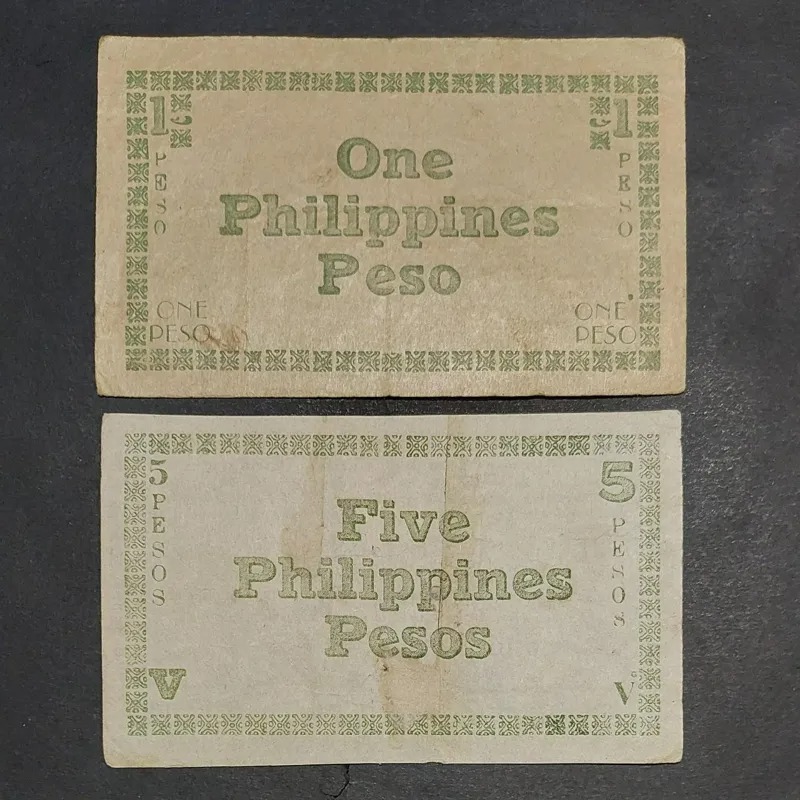 1
1
PESO
PESO
One
Philippines
Peso
ONE
PESO
ONE
PESO
5
5
PESOS
PESOS
Five
Philippines
Pesos
V
V